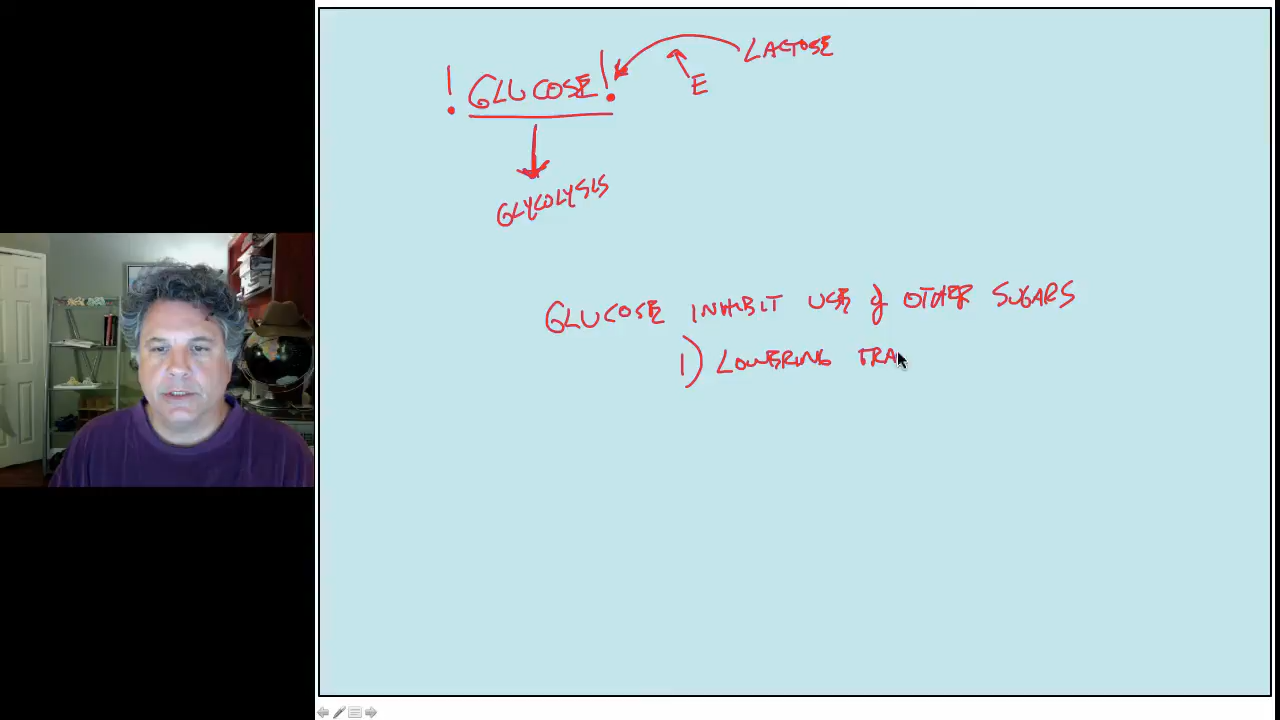 LACTOSE
! GLUCOSE !
E
GLYCOLYSIS
GLUCOSE INHIBIT USE of OTHER SUGARS
1) LOWERING TRA